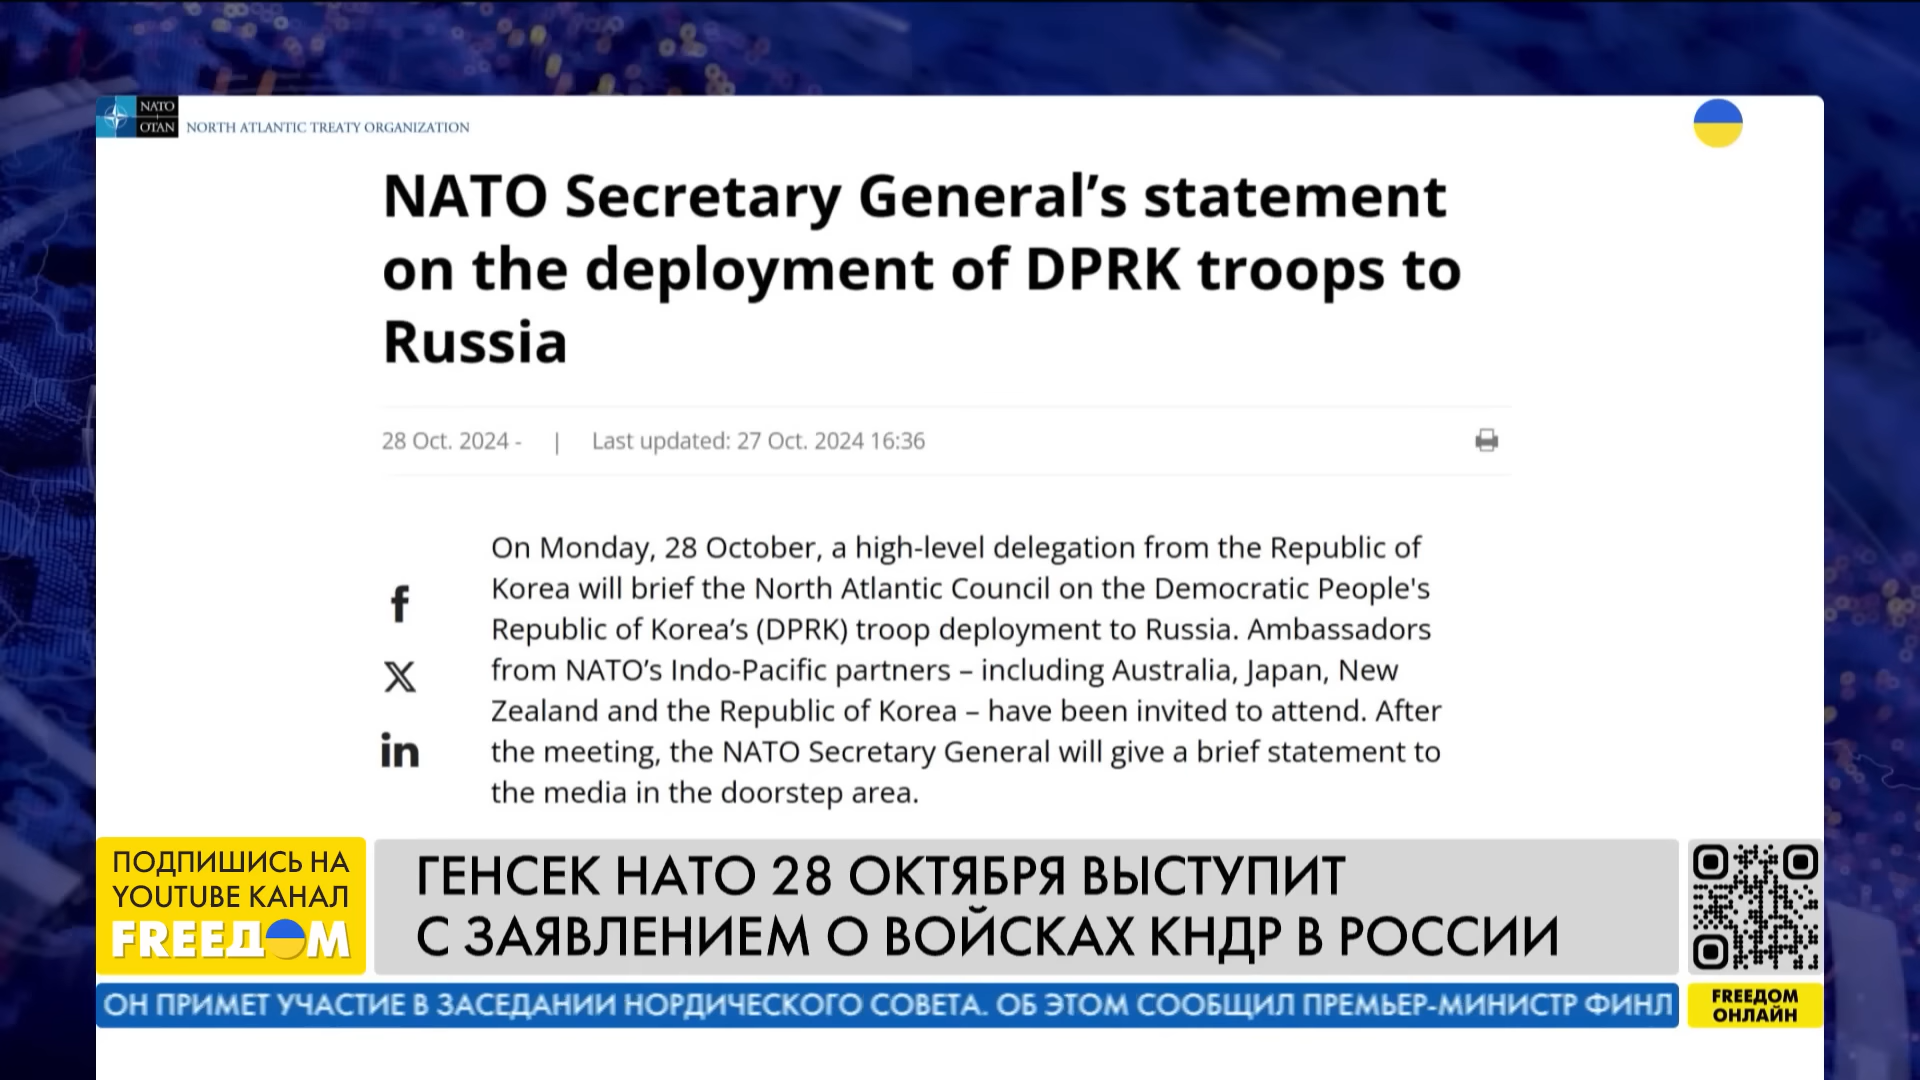 NATO
OTAN
NORTH ATLANTIC TREATY ORGANIZATION
NATO Secretary General’s statement
on the deployment of DPRK troops to
Russia
28 Oct. 2024 - | Last updated: 27 Oct. 2024 16:36
On Monday, 28 October, a high-level delegation from the Republic of
Korea will brief the North Atlantic Council on the Democratic People's
Republic of Korea’s (DPRK) troop deployment to Russia. Ambassadors
from NATO’s Indo-Pacific partners – including Australia, Japan, New
Zealand and the Republic of Korea – have been invited to attend. After
the meeting, the NATO Secretary General will give a brief statement to
the media in the doorstep area.
ПОДПИШИСЬ НА
YOUTUBE КАНАЛ
FREEДОМ
ГЕНСЕК НАТО 28 ОКТЯБРЯ ВЫСТУПИТ
С ЗАЯВЛЕНИЕМ О ВОЙСКАХ КНДР В РОССИИ
ОН ПРИМЕТ УЧАСТИЕ В ЗАСЕДАНИИ НОРДИЧЕСКОГО СОВЕТА. ОБ ЭТОМ СООБЩИЛ ПРЕМЬЕР-МИНИСТР ФИНЛ
FREEДОМ
ОНЛАЙН